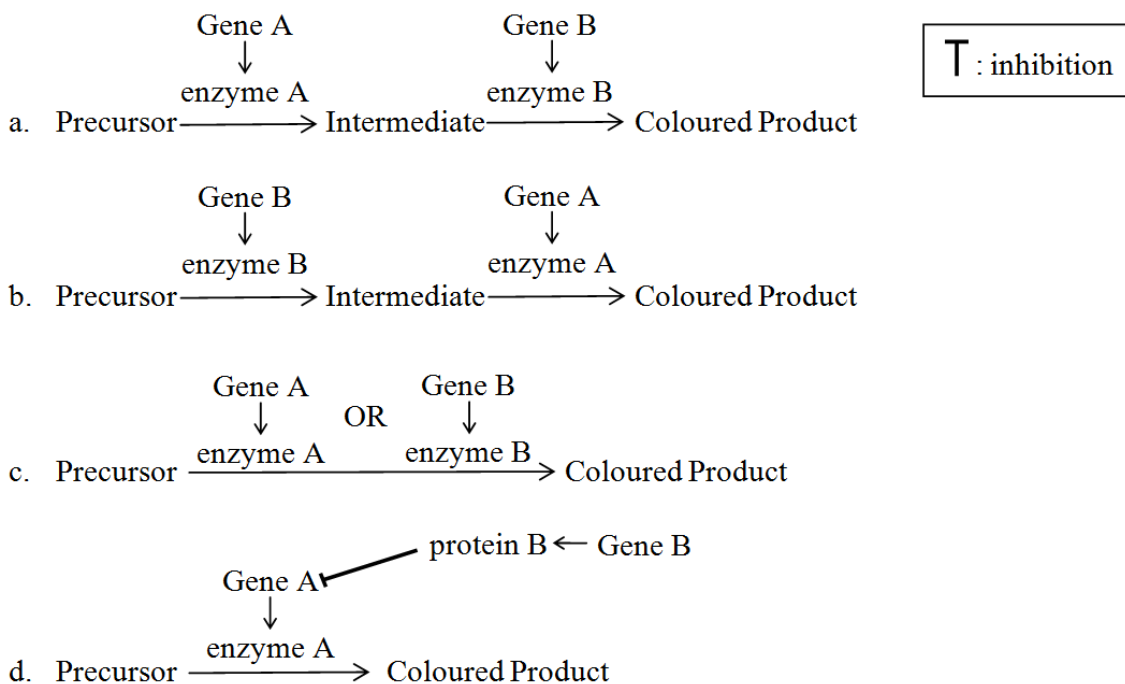 Gene A Gene B
T : inhibition
enzyme A enzyme B
a. Precursor Intermediate Coloured Product
Gene B Gene A
enzyme B enzyme A
b. Precursor Intermediate Coloured Product
Gene A OR Gene B
enzyme A enzyme B
c. Precursor Coloured Product
protein B Gene B
Gene A
enzyme A
d. Precursor Coloured Product